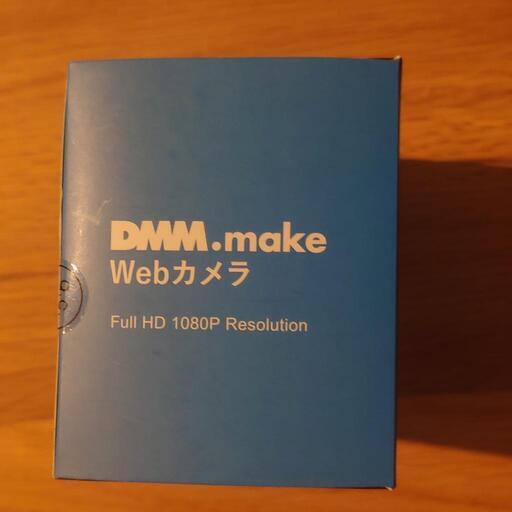 DMM.make
Webカメラ
Full HD 1080P Resolution